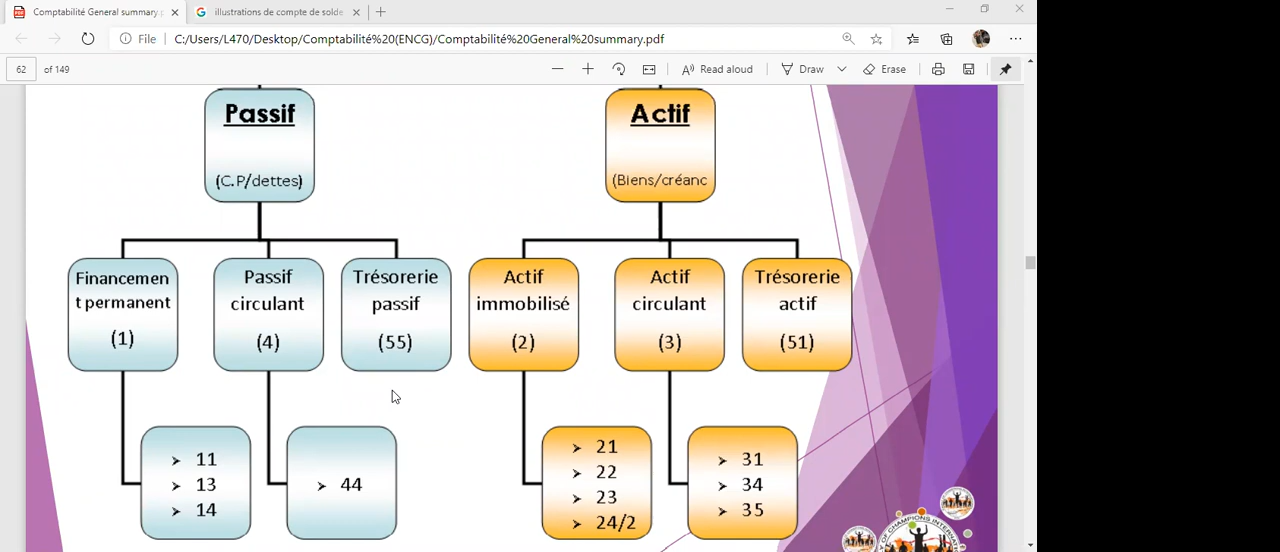 Comptabilité General summary.p
illustrations de compte de solde
File
C:/Users/L470/Desktop/Comptabilité%20(ENCG)/Comptabilité%20General%20summary.pdf
62 of 149
Read aloud
Draw
Erase
Passif
(C.P/dettes)
Actif
(Biens/créanc
Financemen
t permanent
(1)
Passif
circulant
(4)
Trésorerie
passif
(55)
Actif
immobilisé
(2)
Actif
circulant
(3)
Trésorerie
actif
(51)
➢ 11
➢ 13
➢ 14
➢ 44
➢ 21
➢ 22
➢ 23
➢ 24/2
➢ 31
➢ 34
➢ 35
OF CHAMPIONS